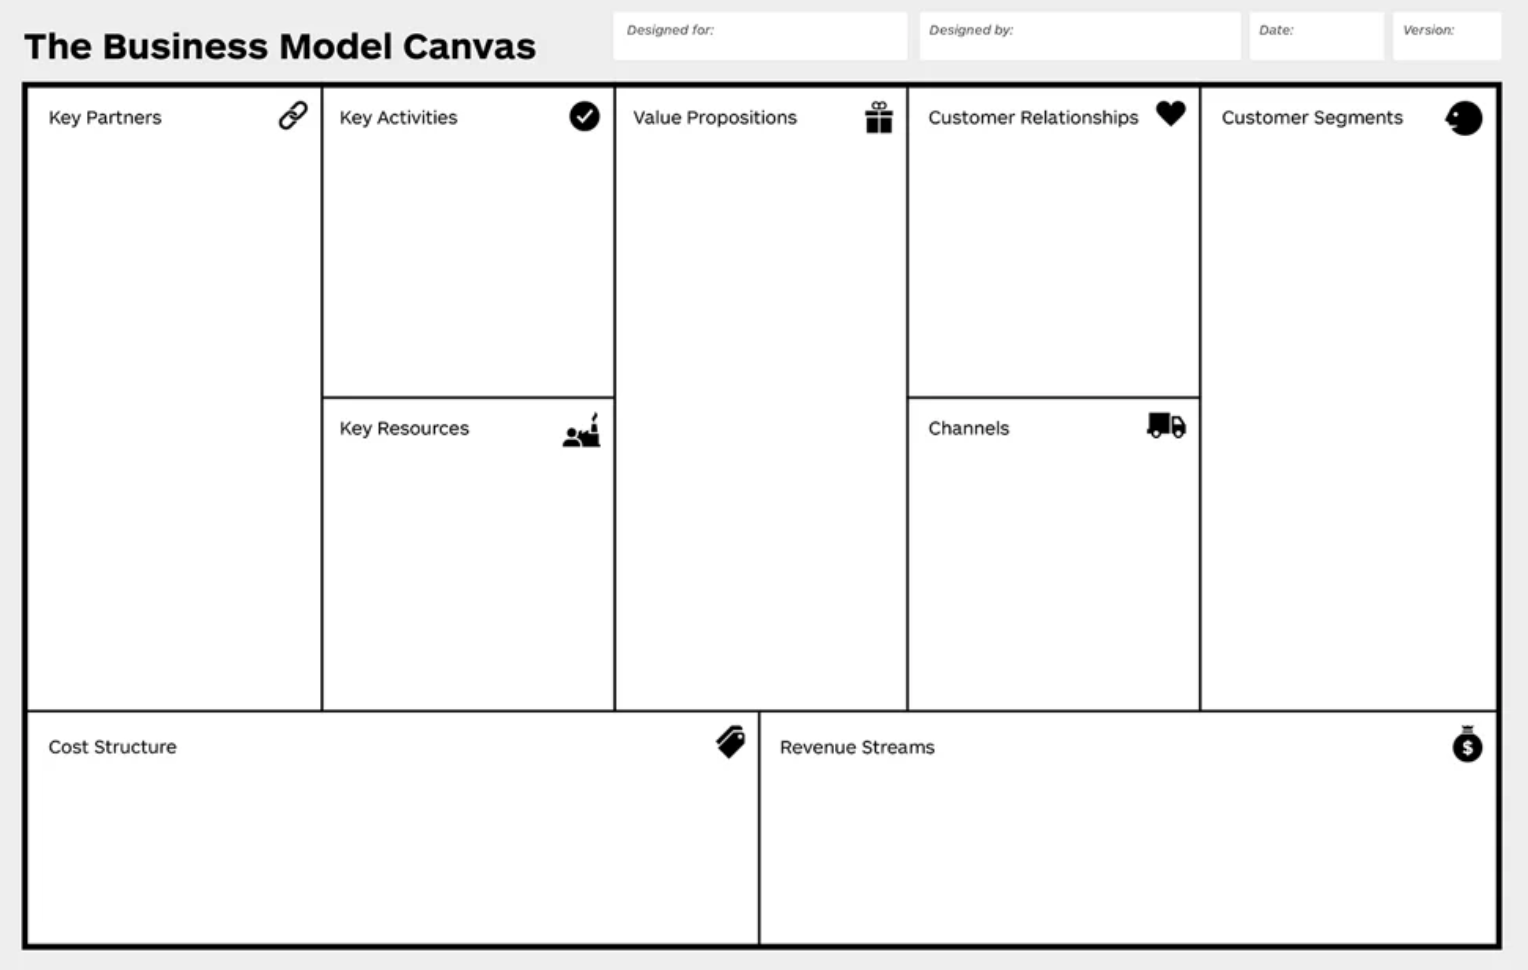 The Business Model Canvas
Designed for:
Designed by:
Date:
Version:
Key Partners
Key Activities
Value Propositions
Customer Relationships
Customer Segments
Key Resources
Channels
Cost Structure
Revenue Streams
$